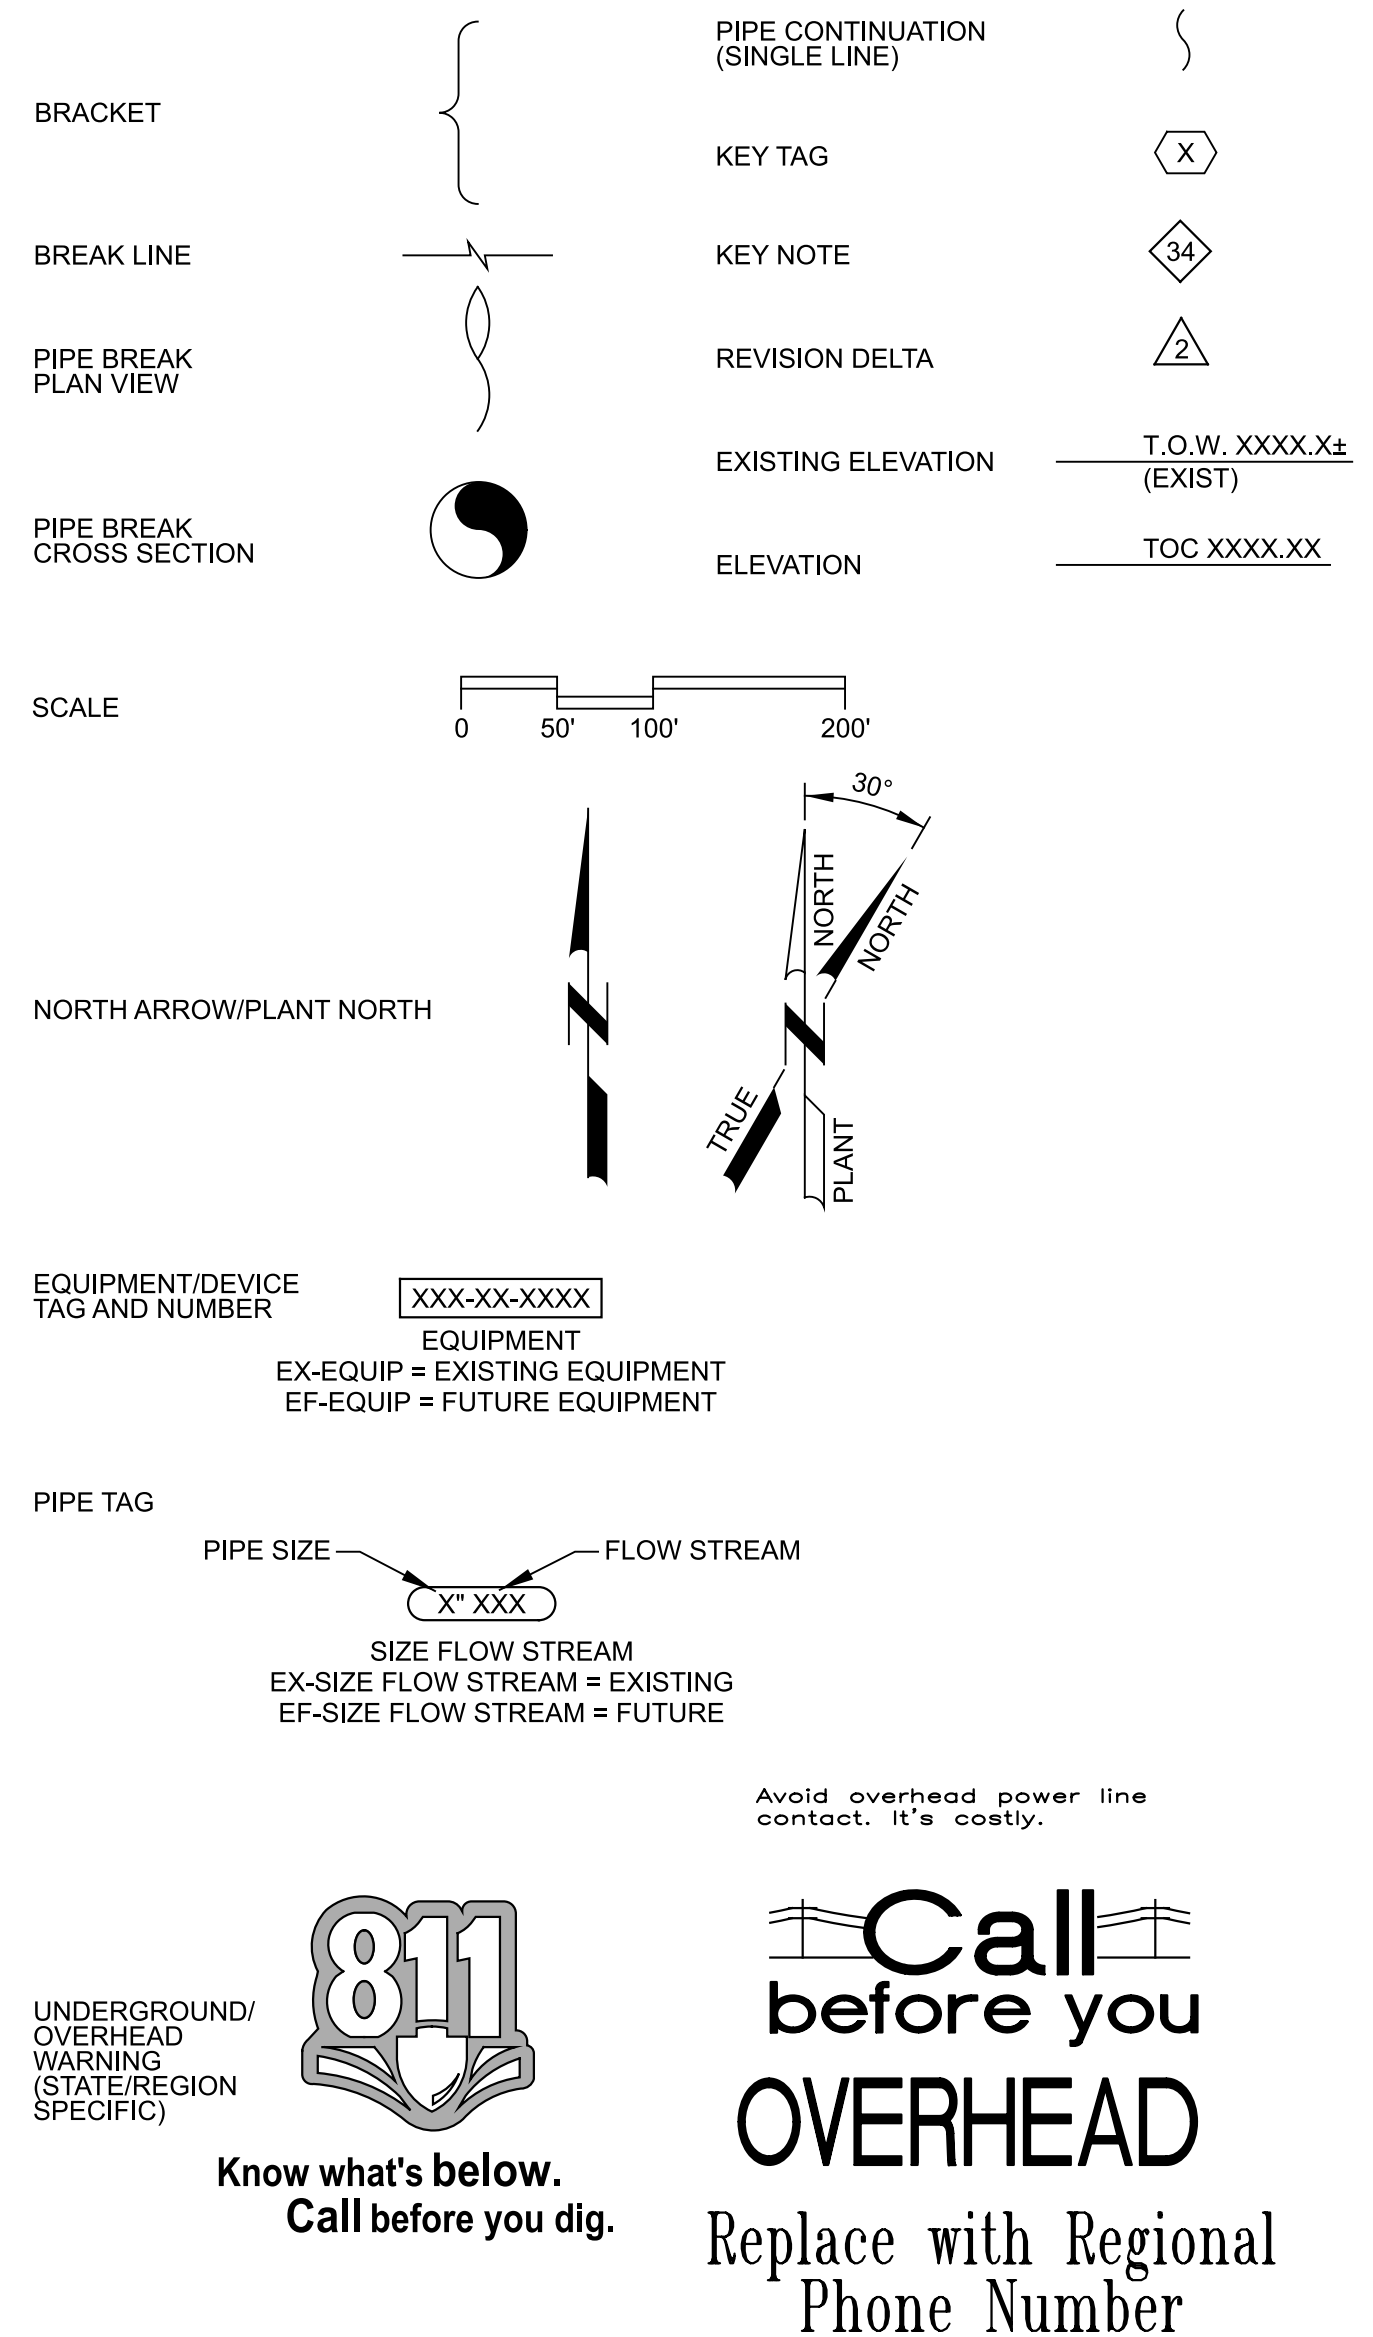 BRACKET
BREAK LINE
PIPE BREAK
PLAN VIEW
PIPE BREAK
CROSS SECTION
PIPE CONTINUATION
(SINGLE LINE)
KEY TAG
X
KEY NOTE
34
REVISION DELTA
2
EXISTING ELEVATION
T.O.W. XXXX.X±
(EXIST)
ELEVATION
TOC XXXX.XX
SCALE
0 50' 100' 200'
NORTH ARROW/PLANT NORTH
30°
NORTH
NORTH
TRUE
PLANT
EQUIPMENT/DEVICE
TAG AND NUMBER
XXX-XX-XXXX
EQUIPMENT
EX-EQUIP = EXISTING EQUIPMENT
EF-EQUIP = FUTURE EQUIPMENT
PIPE TAG
PIPE SIZE
FLOW STREAM
X" XXX
SIZE FLOW STREAM
EX-SIZE FLOW STREAM = EXISTING
EF-SIZE FLOW STREAM = FUTURE
UNDERGROUND/
OVERHEAD
WARNING
(STATE/REGION
SPECIFIC)
811
Know what's below.
Call before you dig.
Avoid overhead power line
contact. It's costly.
Call
before you
OVERHEAD
Replace with Regional
Phone Number